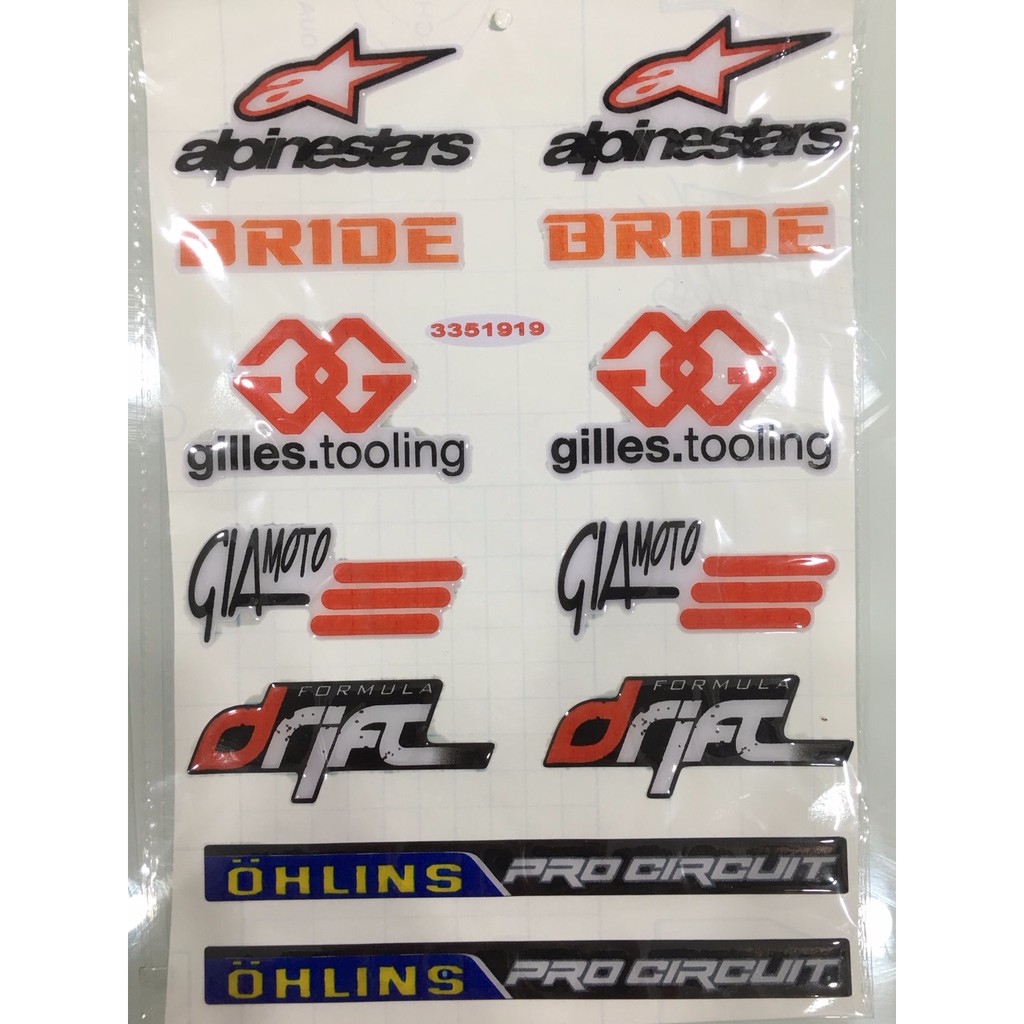 alpinestars alpinestars
BRIDE BRIDE
3351919
gilles.tooling gilles.tooling
GIAMOTO GIAMOTO
FORMULA FORMULA
drift drift
ÖHLINS PRO CIRCUIT
ÖHLINS PRO CIRCUIT